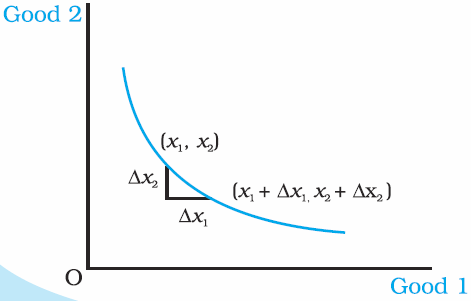 Good 2
(x₁, x₂)
Δx₂
(x₁ + Δx₁, x₂ + Δx₂)
Δx₁
O
Good 1